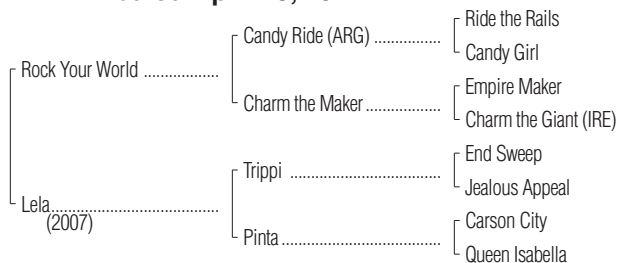 Ride the Rails
Candy Ride (ARG) ................
Candy Girl
Rock Your World ..................
Empire Maker
Charm the Maker ..................
Charm the Giant (IRE)
End Sweep
Trippi .............................
Jealous Appeal
Lela........................................
(2007)
Carson City
Pinta ................................
Queen Isabella